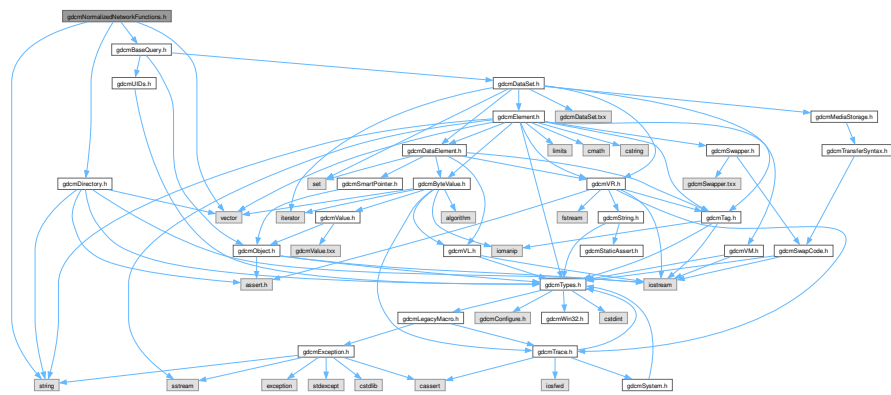 gdcmNormalizedNetworkFunctions.h
gdcmBaseQuery.h
gdcmUIDs.h
gdcmDataSet.h
gdcmElement.h
gdcmDataSet.txx
gdcmMediaStorage.h
gdcmDataElement.h
limits
cmath
cstring
gdcmSwapper.h
gdcmTransferSyntax.h
gdcmDirectory.h
set
gdcmSmartPointer.h
gdcmByteValue.h
gdcmVR.h
gdcmSwapper.txx
vector
iterator
gdcmValue.h
algorithm
fstream
gdcmString.h
gdcmTag.h
gdcmObject.h
gdcmValue.txx
gdcmVL.h
iomanip
gdcmStaticAssert.h
gdcmVM.h
gdcmSwapCode.h
assert.h
gdcmTypes.h
iostream
gdcmLegacyMacro.h
gdcmConfigure.h
gdcmWin32.h
cstdint
gdcmException.h
gdcmTrace.h
string
sstream
exception
stdexcept
cstdlib
cassert
iosfwd
gdcmSystem.h